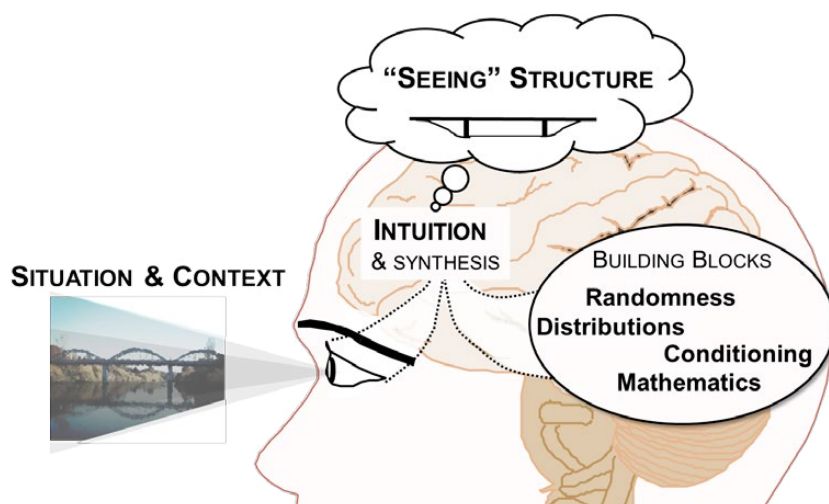 “SEEING” STRUCTURE
INTUITION
& SYNTHESIS
SITUATION & CONTEXT
BUILDING BLOCKS
Randomness
Distributions
Conditioning
Mathematics